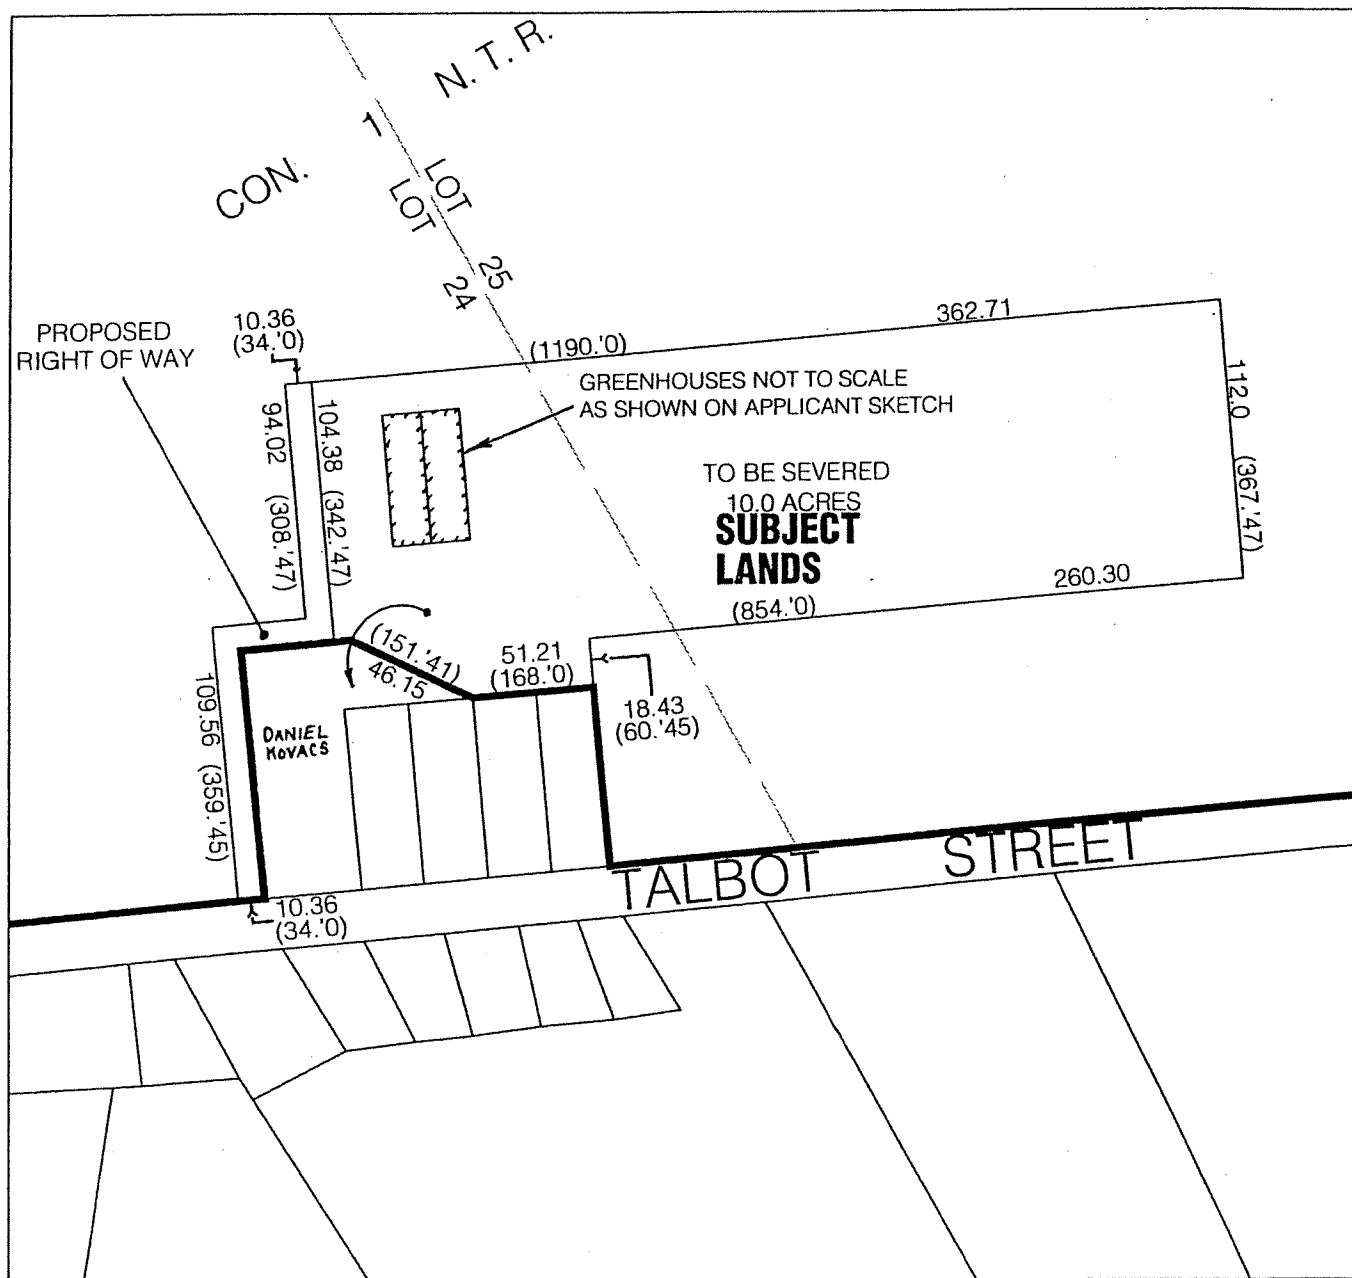 N. T. R.
1
CON.
LOT
LOT
25
24
PROPOSED
RIGHT OF WAY
10.36
(34.'0)
(1190.'0)
362.71
GREENHOUSES NOT TO SCALE
AS SHOWN ON APPLICANT SKETCH
94.02 (308.'47)
104.38 (342.'47)
112.0 (367.'47)
TO BE SEVERED
10.0 ACRES
SUBJECT
LANDS
260.30
(854.'0)
(151.'41)
46.15
51.21
(168.'0)
18.43
(60.'45)
109.56 (359.'45)
DANIEL
KOVACS
TALBOT STREET
10.36
(34.'0)